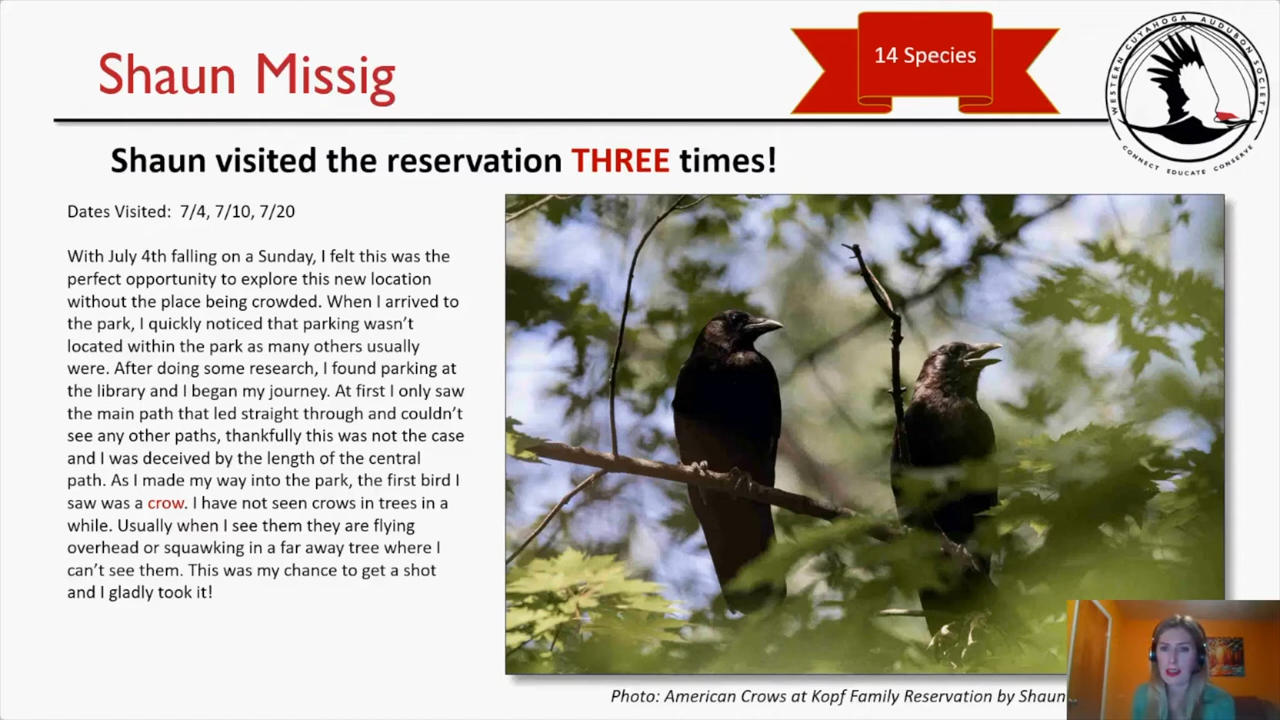 Shaun Missig
14 Species
WESTERN CUYAHOGA AUDUBON SOCIETY
CONNECT EDUCATE CONSERVE
Shaun visited the reservation THREE times!
Dates Visited: 7/4, 7/10, 7/20
With July 4th falling on a Sunday, I felt this was the
perfect opportunity to explore this new location
without the place being crowded. When I arrived to
the park, I quickly noticed that parking wasn't
located within the park as many others usually
were. After doing some research, I found parking at
the library and I began my journey. At first I only saw
the main path that led straight through and couldn't
see any other paths, thankfully this was not the case
and I was deceived by the length of the central
path. As I made my way into the park, the first bird I
saw was a crow. I have not seen crows in trees in a
while. Usually when I see them they are flying
overhead or squawking in a far away tree where I
can't see them. This was my chance to get a shot
and I gladly took it!
Photo: American Crows at Kopf Family Reservation by Shaun